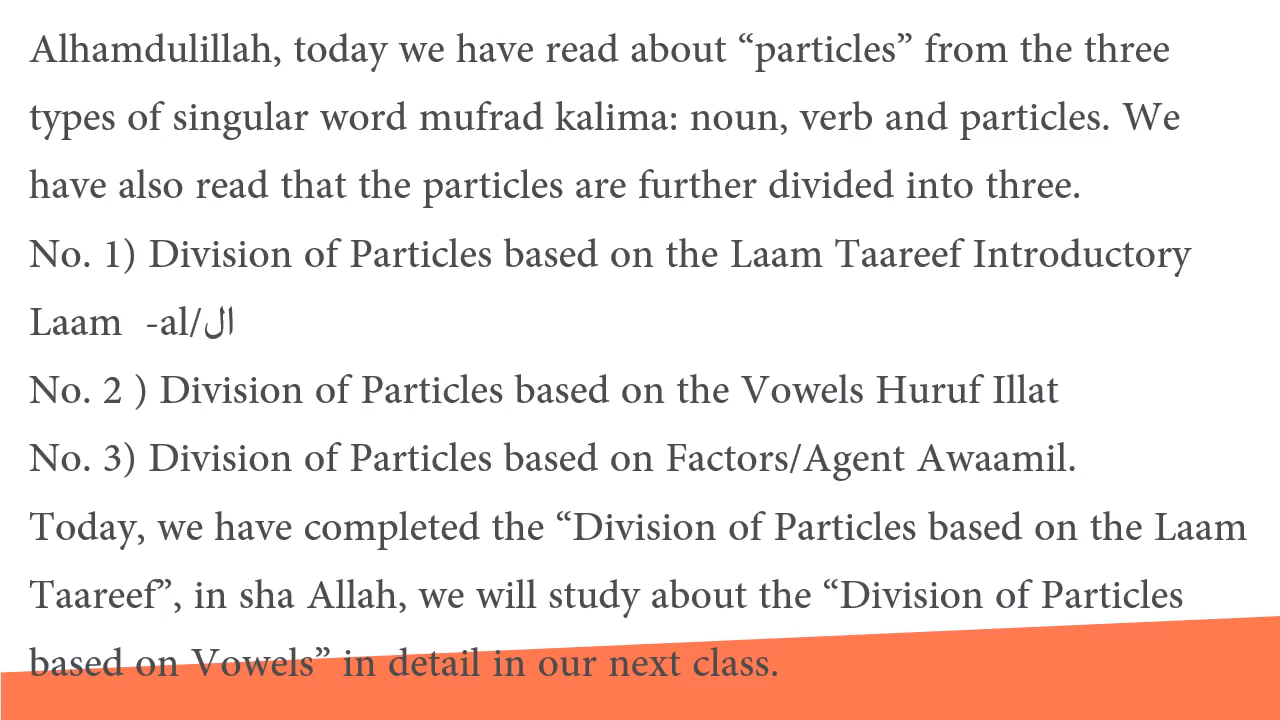 Alhamdulillah, today we have read about “particles” from the three
types of singular word mufrad kalima: noun, verb and particles. We
have also read that the particles are further divided into three.
No. 1) Division of Particles based on the Laam Taareef Introductory
Laam -al/ال
No. 2 ) Division of Particles based on the Vowels Huruf Illat
No. 3) Division of Particles based on Factors/Agent Awaamil.
Today, we have completed the “Division of Particles based on the Laam
Taareef”, in sha Allah, we will study about the “Division of Particles
based on Vowels” in detail in our next class.